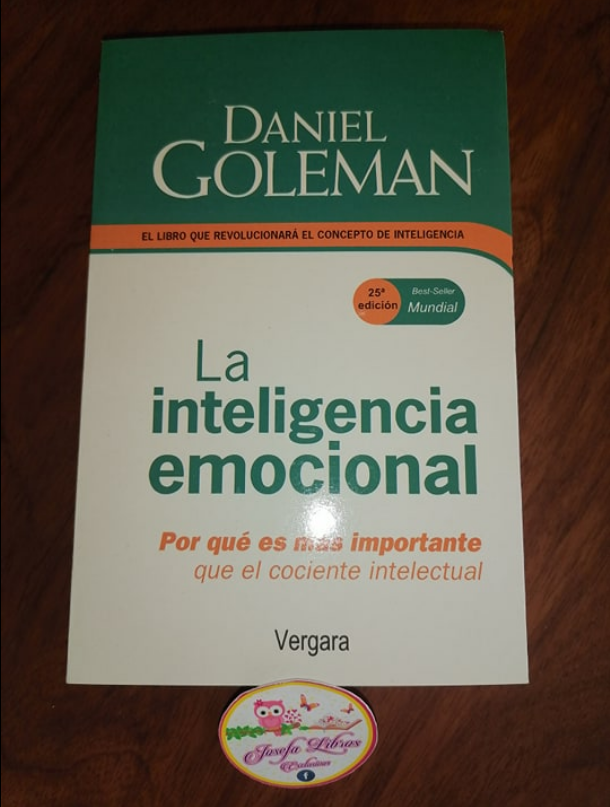 DANIEL
GOLEMAN
EL LIBRO QUE REVOLUCIONARÁ EL CONCEPTO DE INTELIGENCIA
25ª
edición
Best-Seller
Mundial
La
inteligencia
emocional
Por qué es más importante
que el cociente intelectual
Vergara
Josefa Libros